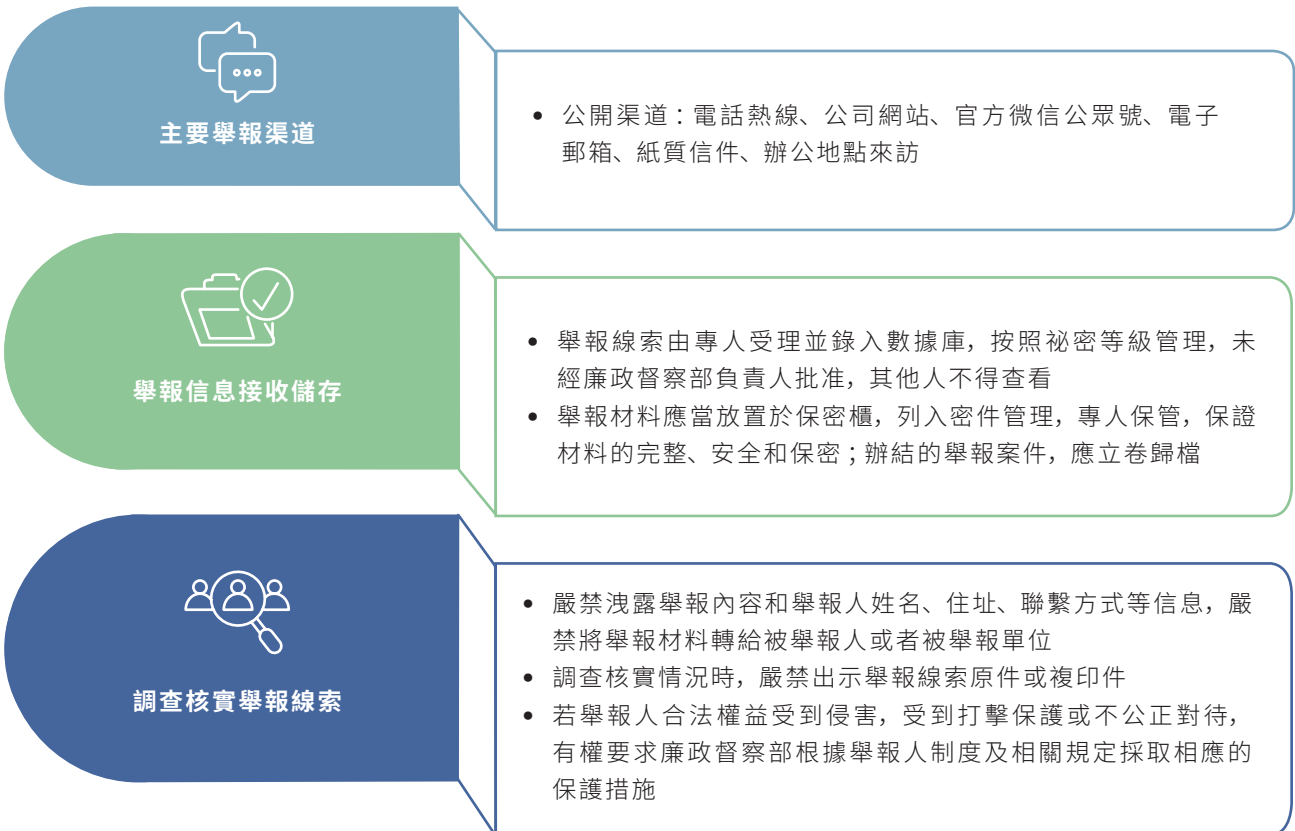 主要舉報渠道
• 公開渠道：電話熱線、公司網站、官方微信公眾號、電子
郵箱、紙質信件、辦公地點來訪
舉報信息接收儲存
• 舉報線索由專人受理並錄入數據庫，按照祕密等級管理，未
經廉政督察部負責人批准，其他人不得查看
• 舉報材料應當放置於保密櫃，列入密件管理，專人保管，保證
材料的完整、安全和保密；辦結的舉報案件，應立卷歸檔
調查核實舉報線索
• 嚴禁洩露舉報內容和舉報人姓名、住址、聯繫方式等信息，嚴
禁將舉報材料轉給被舉報人或者被舉報單位
• 調查核實情況時，嚴禁出示舉報線索原件或複印件
• 若舉報人合法權益受到侵害，受到打擊保護或不公正對待，
有權要求廉政督察部根據舉報人制度及相關規定採取相應的
保護措施